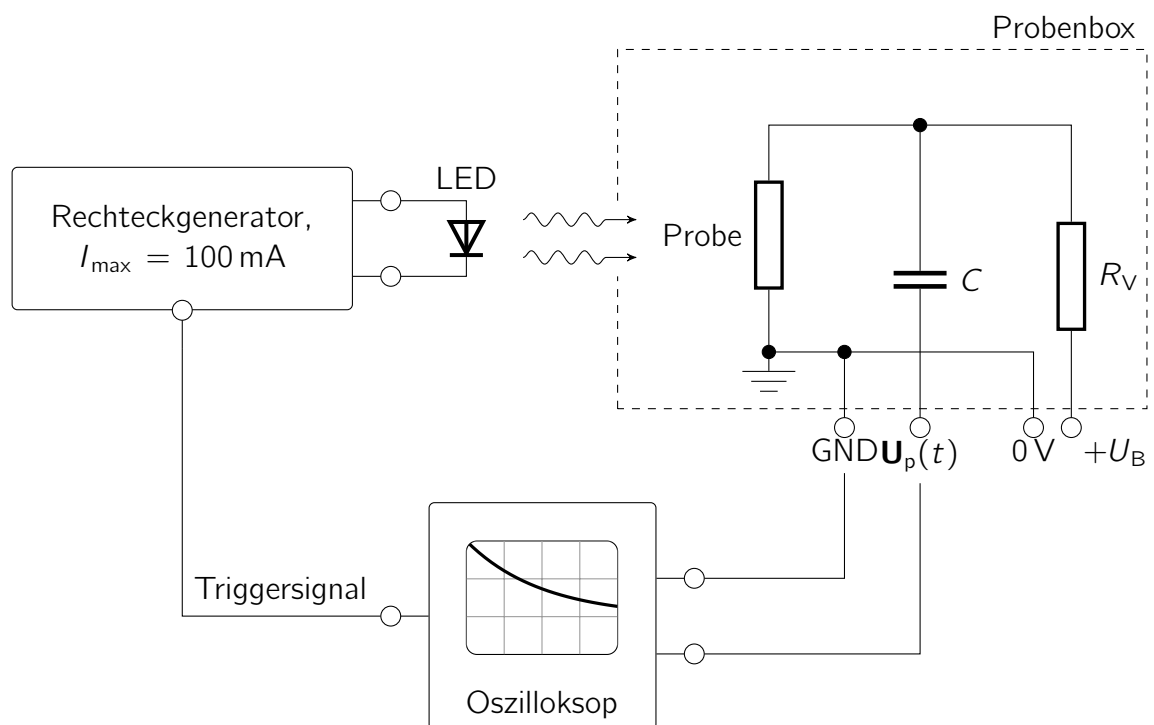 Probenbox
LED
Rechteckgenerator,
I_max = 100 mA
Probe
C
R_V
GND U_p(t) 0 V +U_B
Triggersignal
Oszilloksop